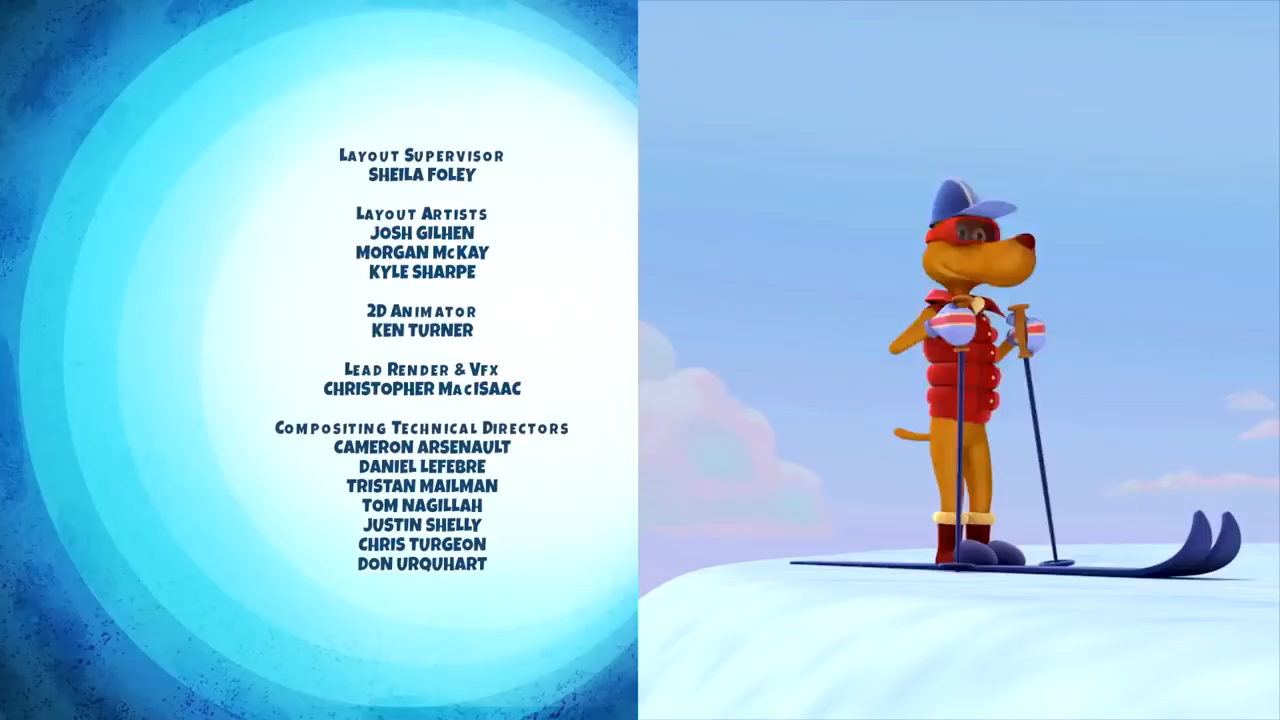 Layout Supervisor
SHEILA FOLEY
Layout Artists
JOSH GILHEN
MORGAN McKAY
KYLE SHARPE
2D Animator
KEN TURNER
Lead Render & Vfx
CHRISTOPHER MacISAAC
Compositing Technical Directors
CAMERON ARSENAULT
DANIEL LEFEBRE
TRISTAN MAILMAN
TOM NAGILLAH
JUSTIN SHELLY
CHRIS TURGEON
DON URQUHART